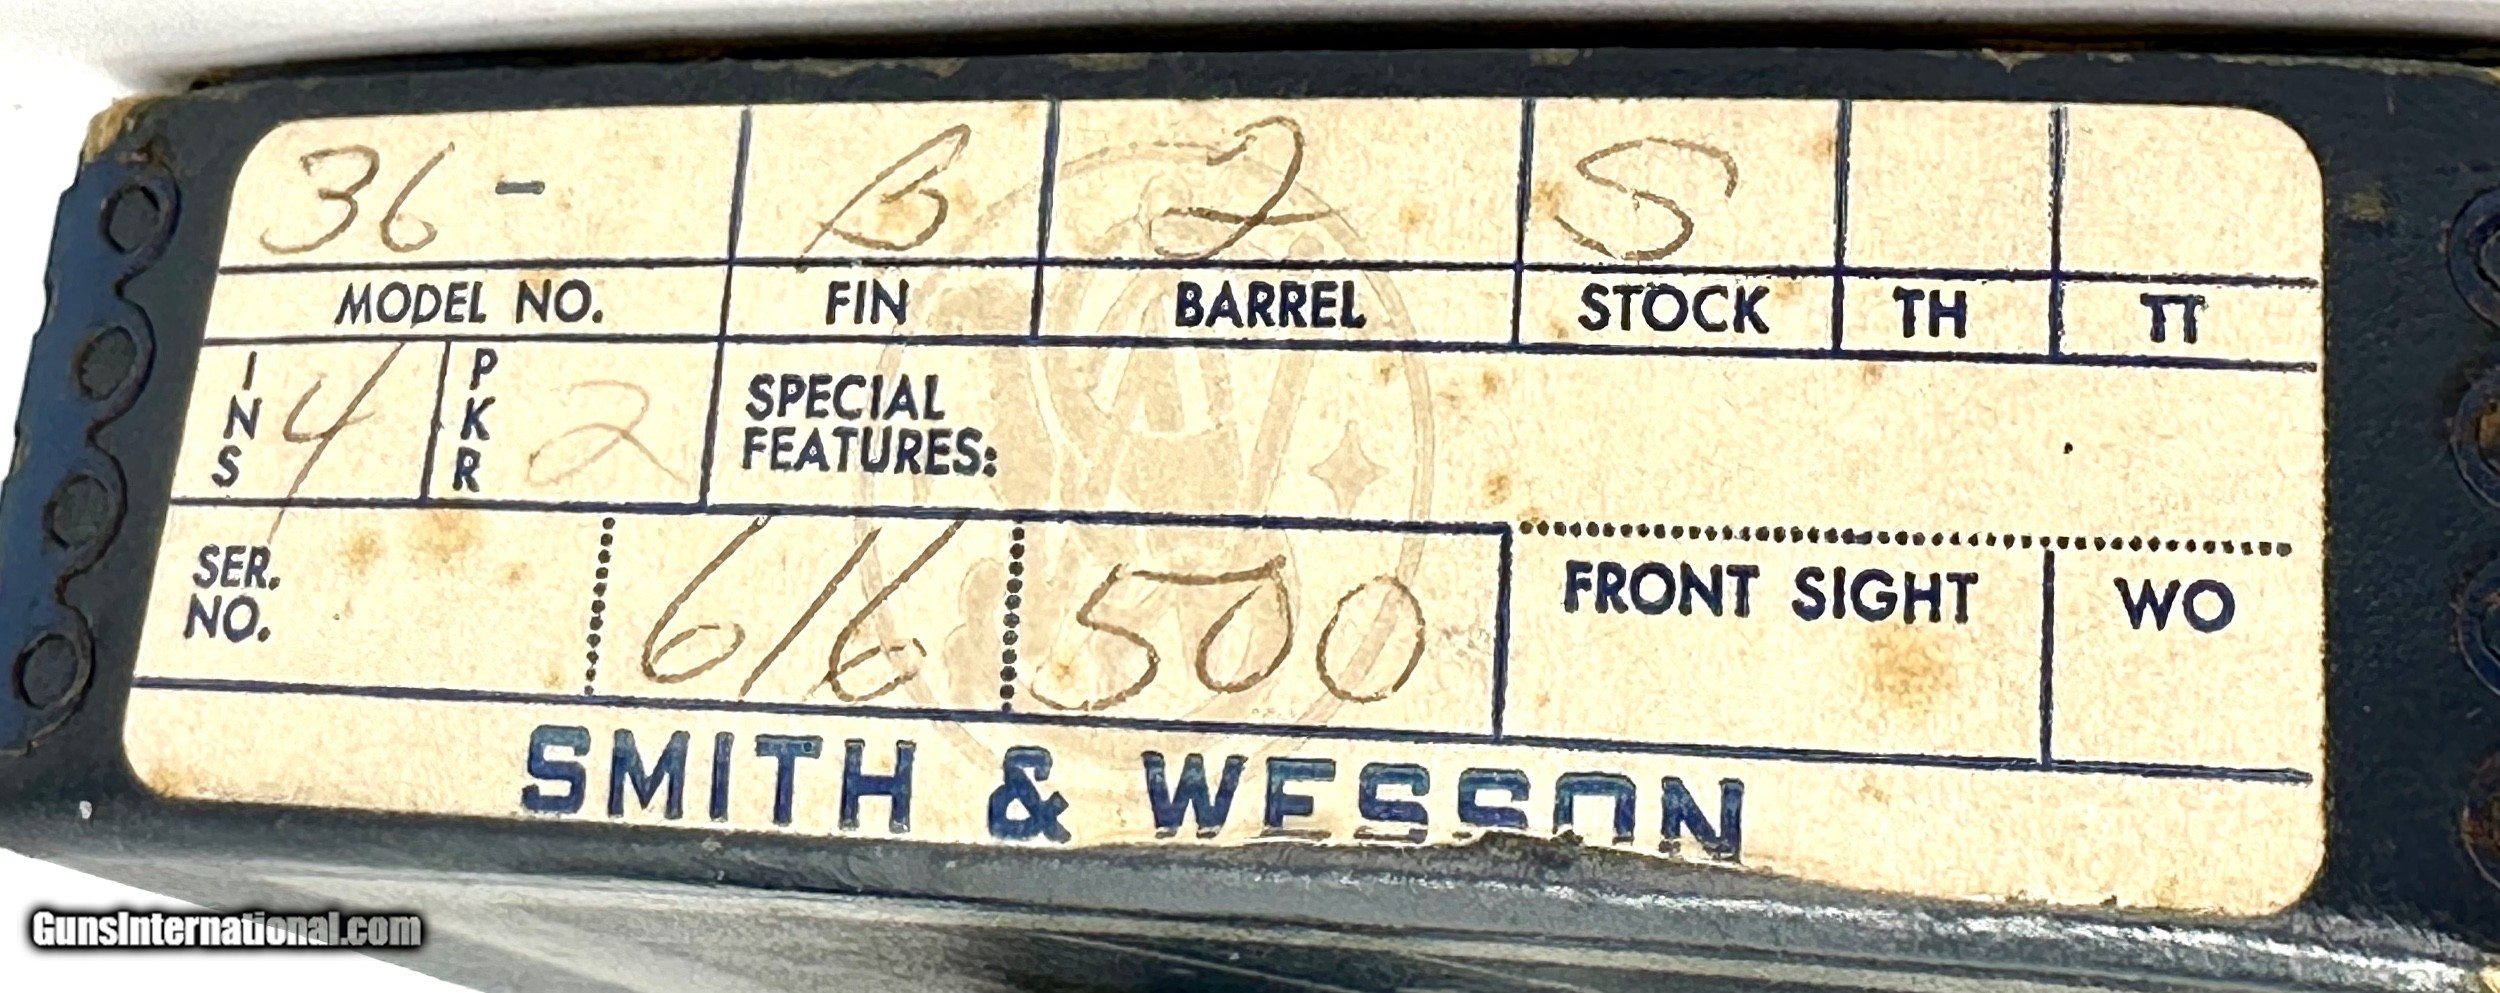 36 - B 2 S
MODEL NO. FIN BARREL STOCK TH TT
INS 4 PKR 2 SPECIAL
FEATURES:
SER.
NO. 616 500 FRONT SIGHT WO
SMITH & WESSON
GunsInternational.com